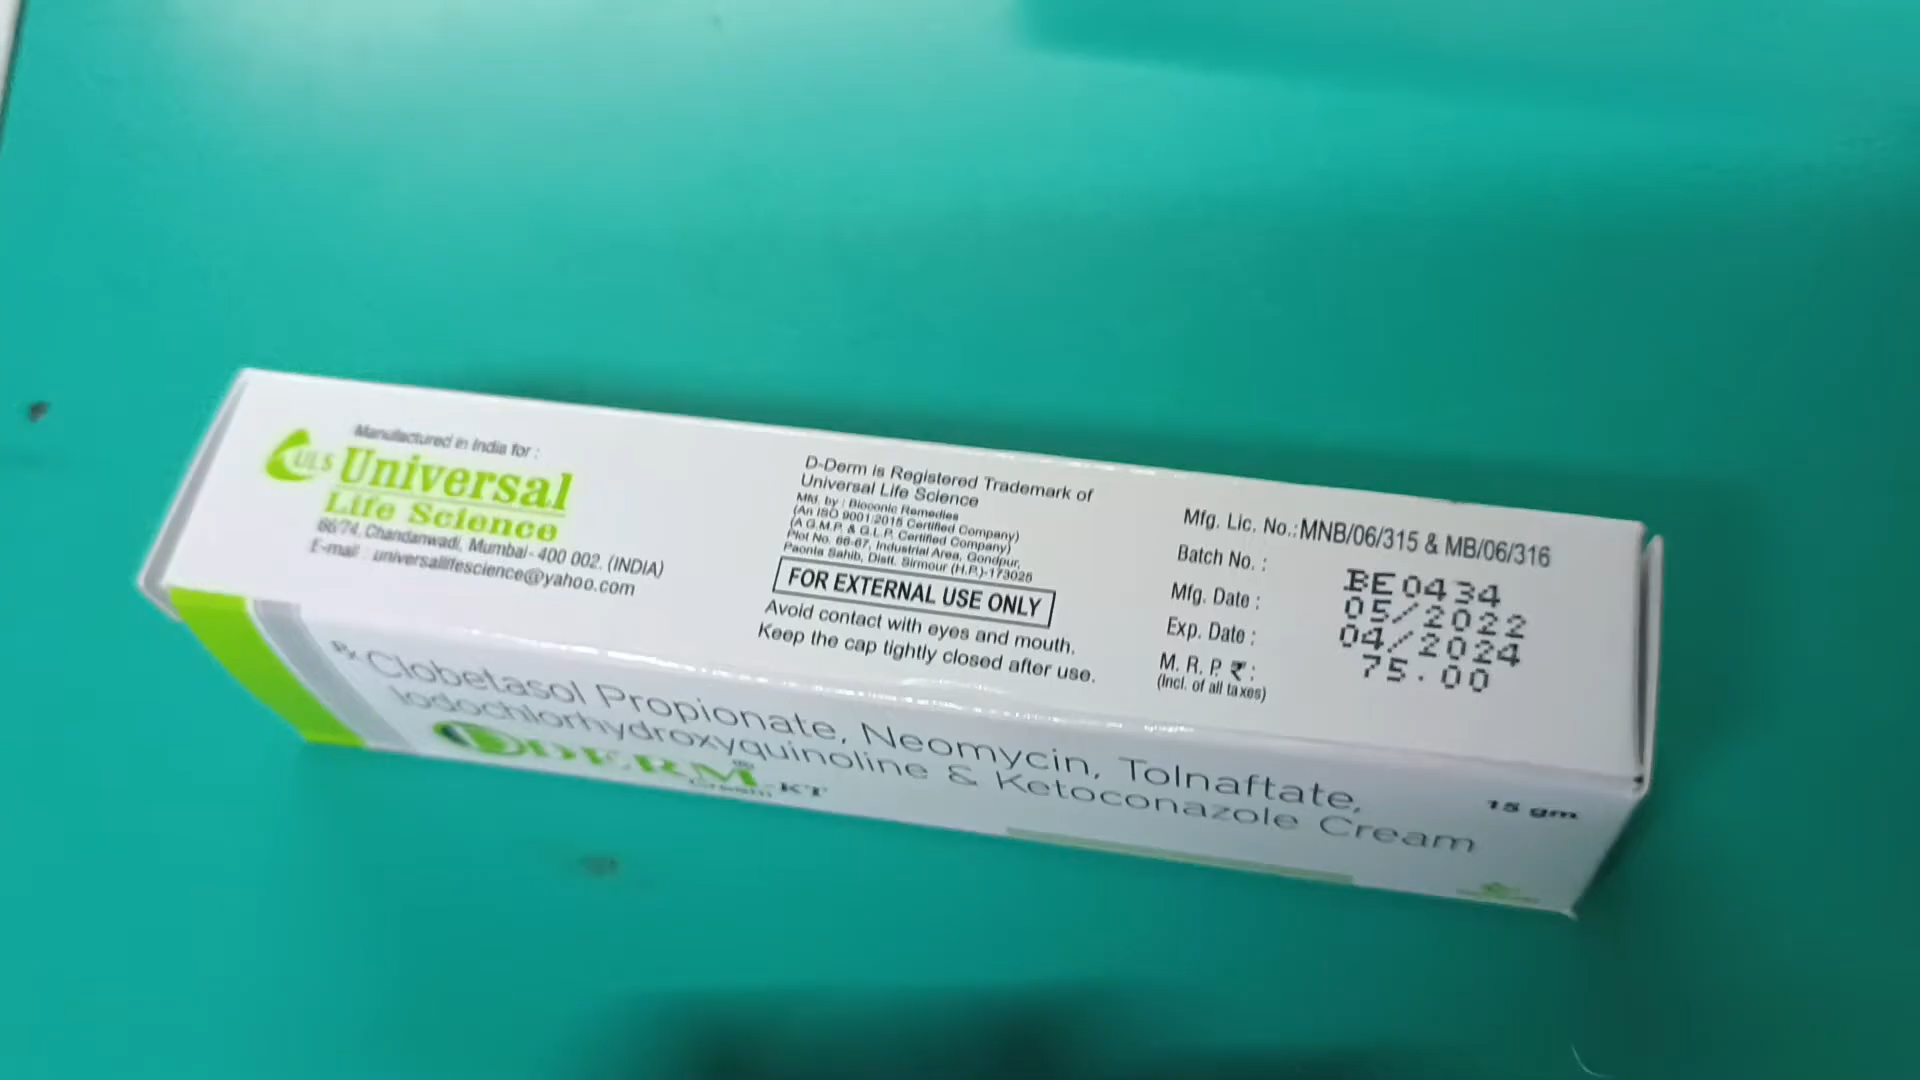 Manufactured in India for :
ULS Universal
Life Science
66/74, Chandanwadi, Mumbai- 400 002. (INDIA)
E-mail : universallifescience@yahoo.com
D-Derm is Registered Trademark of
Universal Life Science
Mfd. by : Bioconic Remedies
(An ISO 9001:2015 Certified Company)
(A G.M.P. & G.L.P. Certified Company)
Plot No. 66-67, Industrial Area, Gondpur,
Paonta Sahib, Distt. Sirmour (H.P.)-173025
FOR EXTERNAL USE ONLY
Avoid contact with eyes and mouth.
Keep the cap tightly closed after use.
Mfg. Lic. No.: MNB/06/315 & MB/06/316
Batch No. : BE0434
Mfg. Date : 05/2022
Exp. Date : 04/2024
M. R. P. ₹ : 75.00
(Incl. of all taxes)
Rx Clobetasol Propionate, Neomycin, Tolnaftate,
Iodochlorhydroxyquinoline & Ketoconazole Cream
D-DERM®-KT
Cream
15 gm